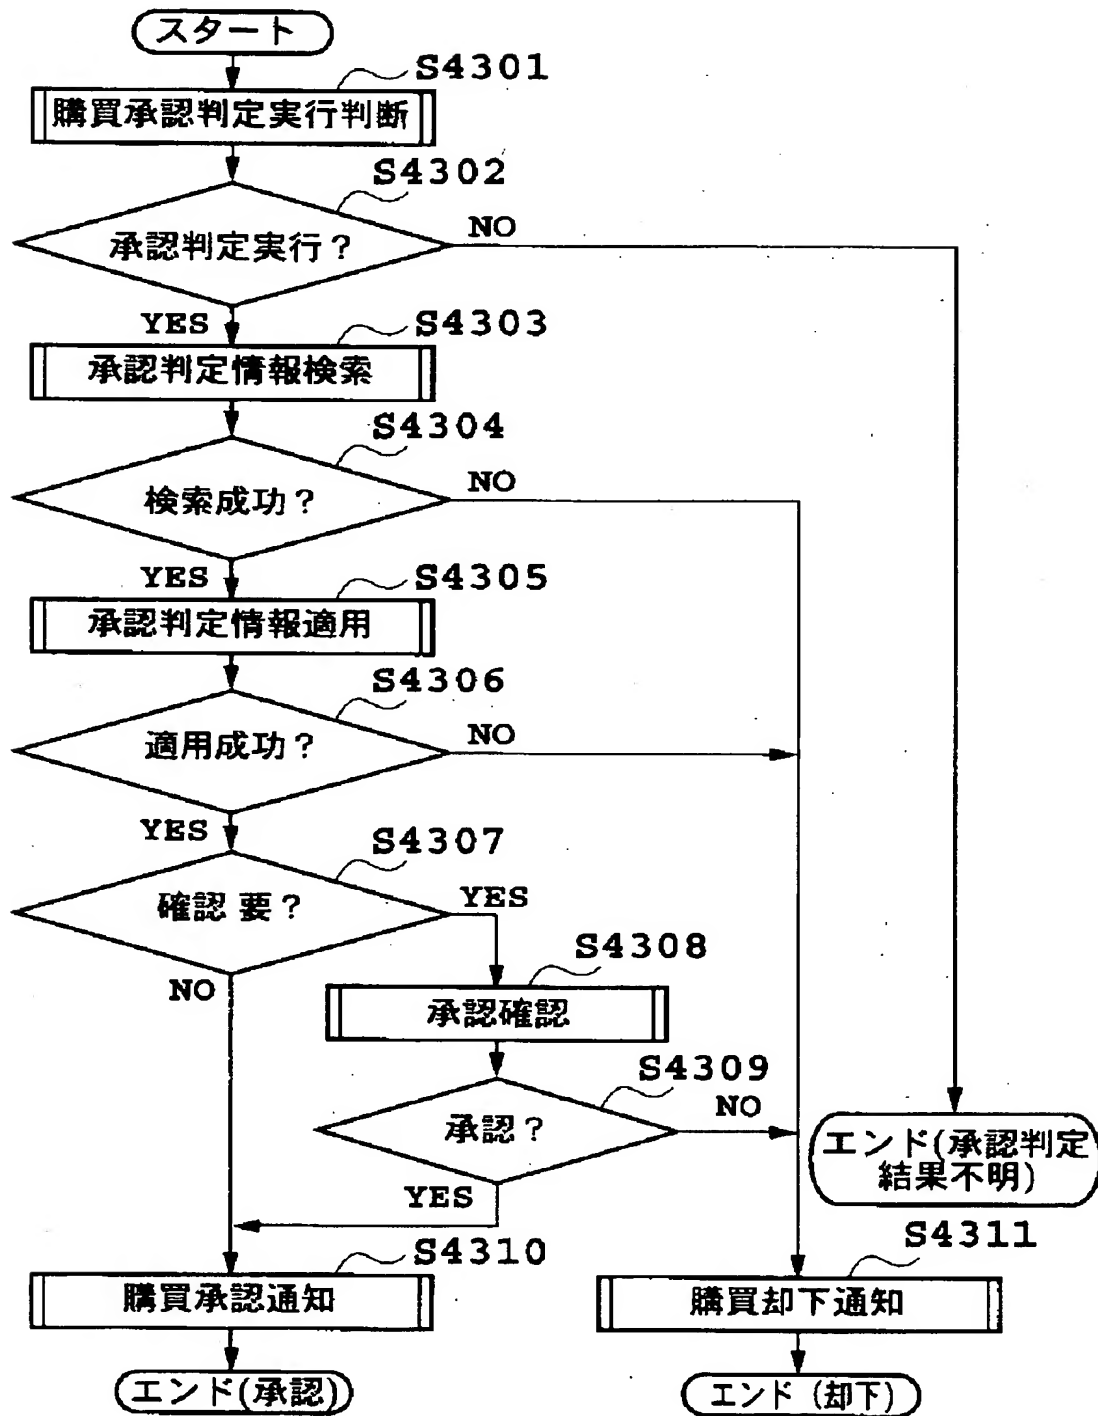 スタート
S4301
購買承認判定実行判断
S4302
承認判定実行？
NO
YES
S4303
承認判定情報検索
S4304
検索成功？
NO
YES
S4305
承認判定情報適用
S4306
適用成功？
NO
YES
S4307
確認 要？
YES
NO
S4308
承認確認
S4309
承認？
NO
YES
エンド(承認判定
結果不明)
S4310
購買承認通知
S4311
購買却下通知
エンド(承認)
エンド (却下)